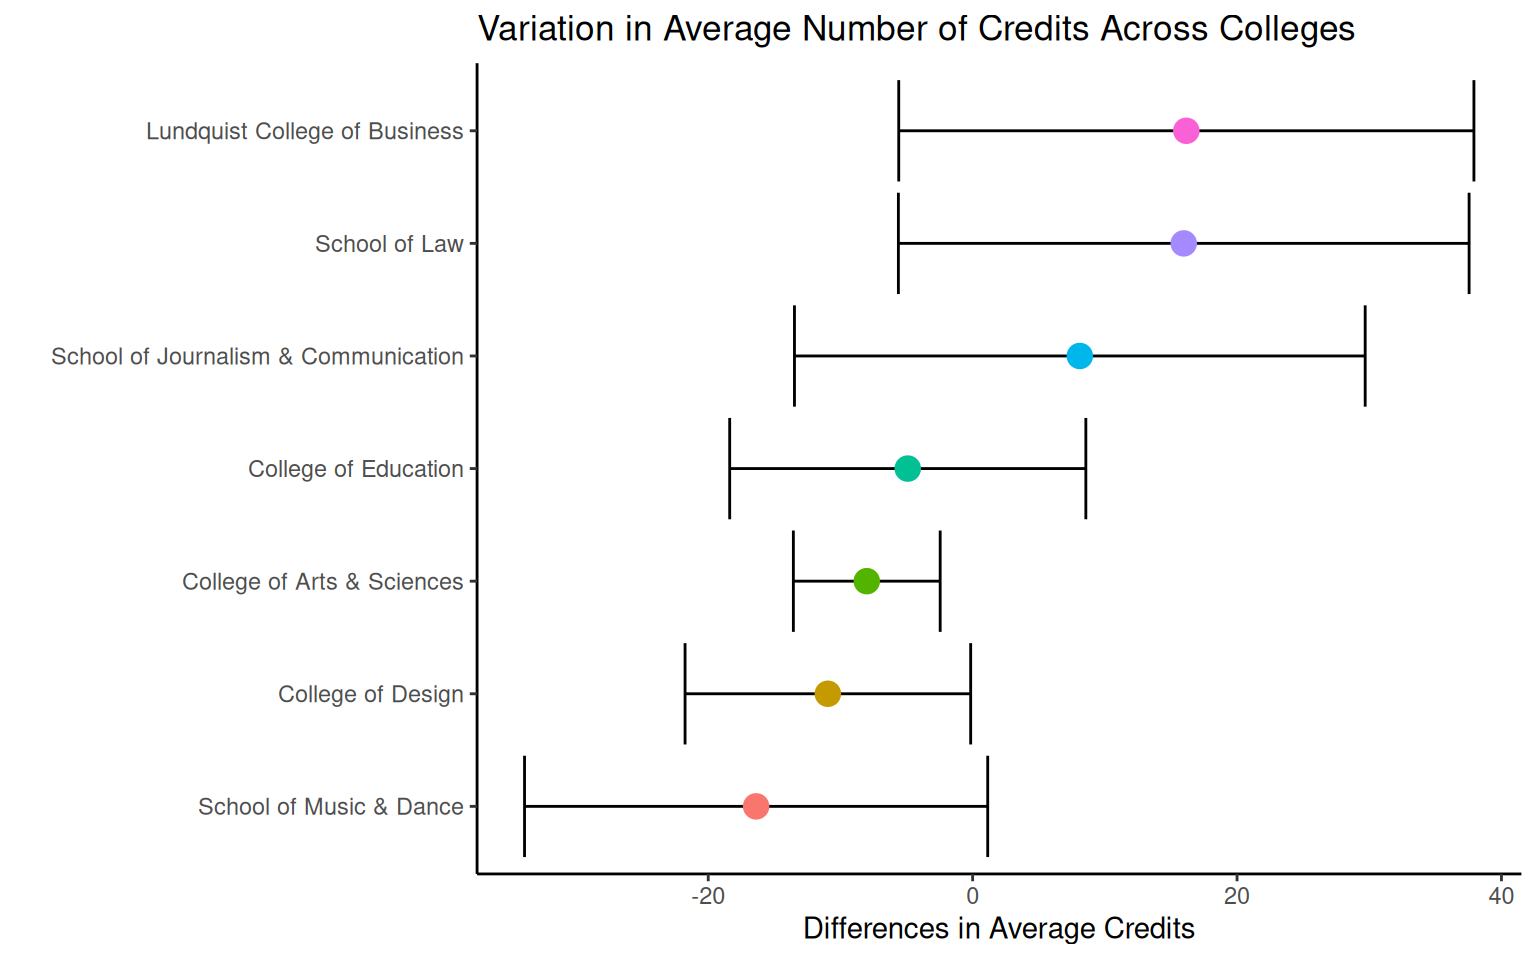 Variation in Average Number of Credits Across Colleges
Lundquist College of Business
School of Law
School of Journalism & Communication
College of Education
College of Arts & Sciences
College of Design
School of Music & Dance
-20 0 20 40
Differences in Average Credits